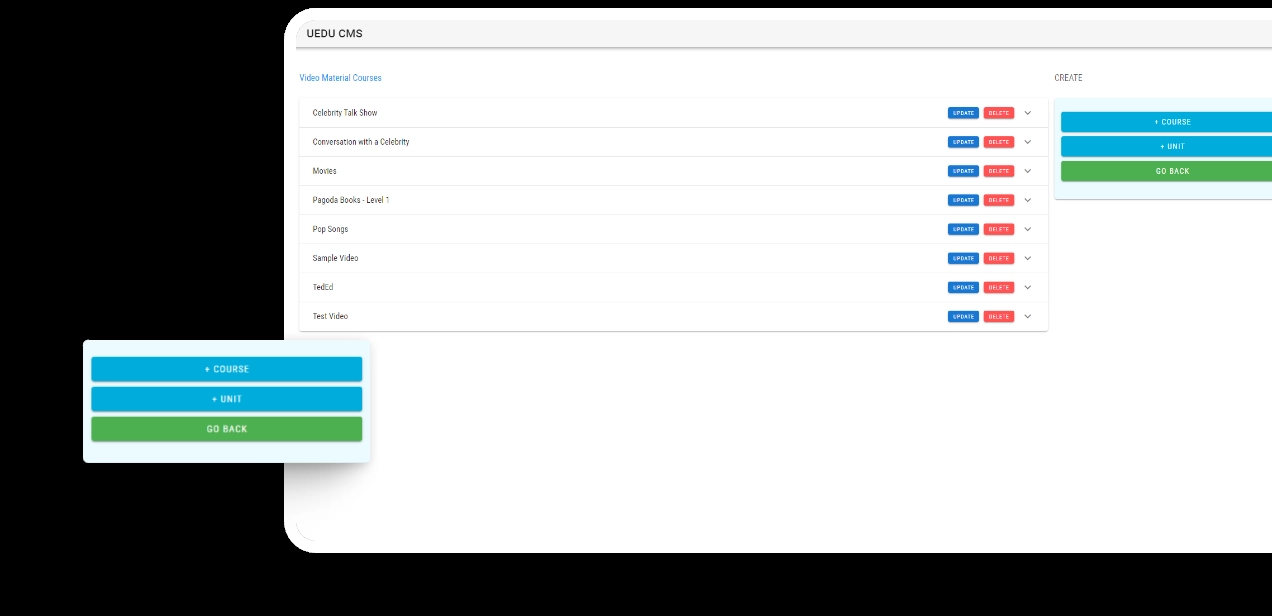 UEDU CMS
Video Material Courses
CREATE
Celebrity Talk Show UPDATE DELETE
Conversation with a Celebrity UPDATE DELETE
Movies UPDATE DELETE
Pagoda Books - Level 1 UPDATE DELETE
Pop Songs UPDATE DELETE
Sample Video UPDATE DELETE
TedEd UPDATE DELETE
Test Video UPDATE DELETE
+ COURSE
+ UNIT
GO BACK
+ COURSE
+ UNIT
GO BACK